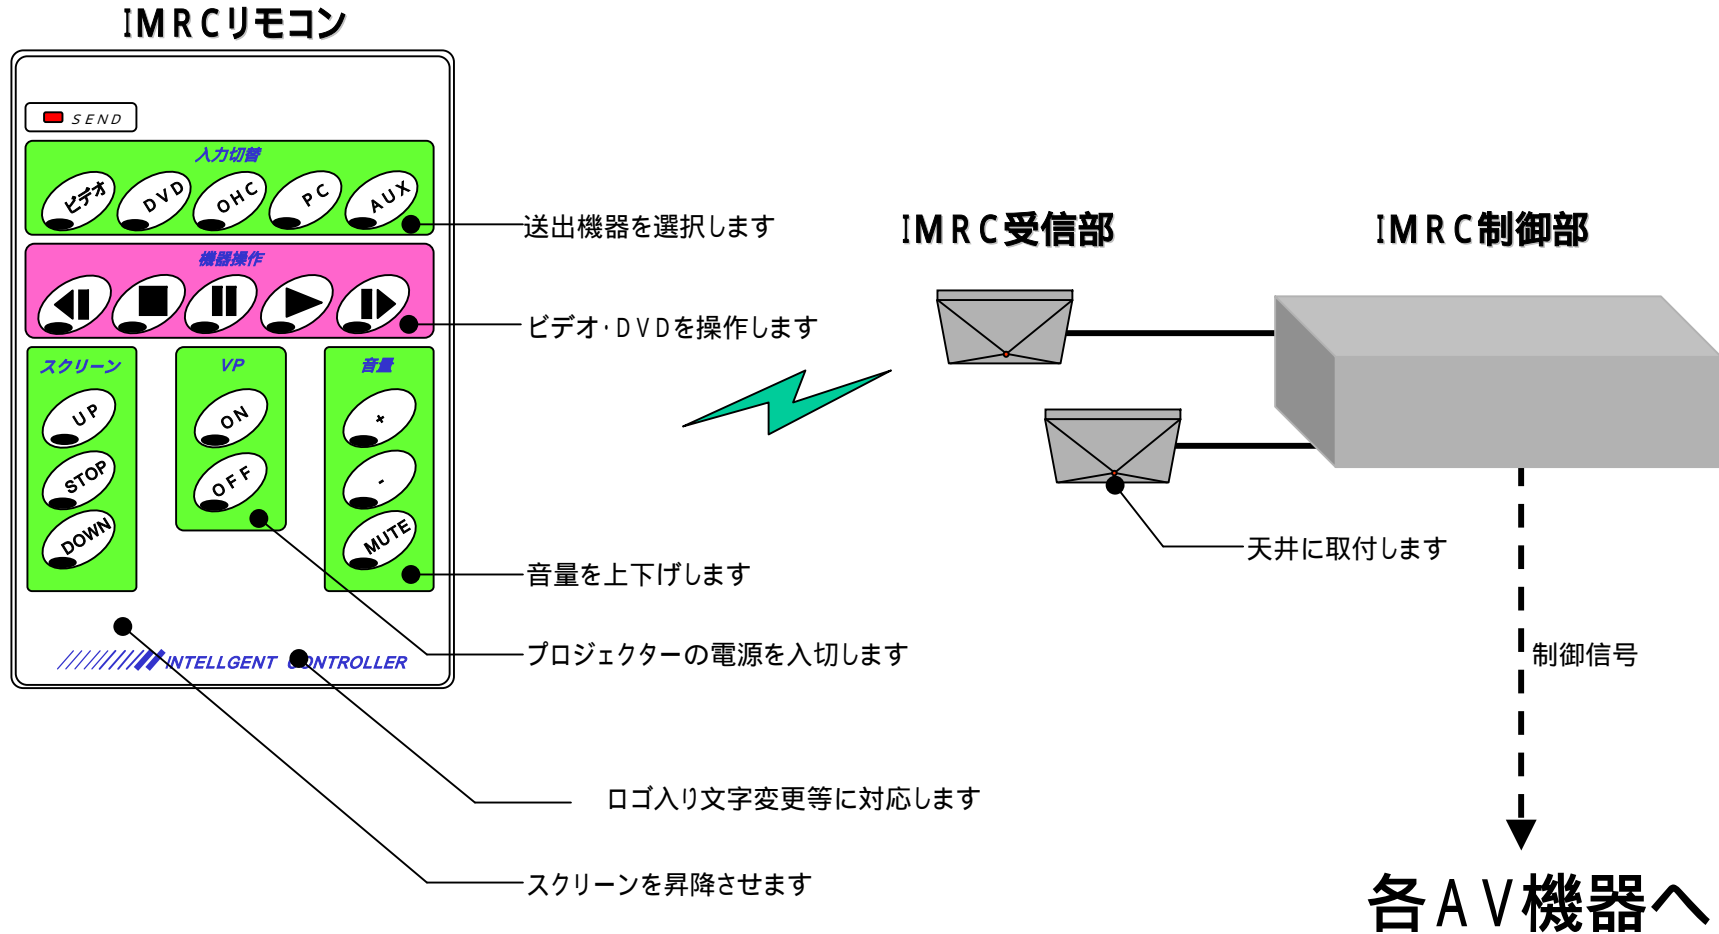 IMRCリモコン
SEND
入力切替
ビデオ DVD OHC PC AUX
送出機器を選択します
機器操作
ビデオ・DVDを操作します
スクリーン
UP
STOP
DOWN
VP
ON
OFF
音量
+
-
MUTE
音量を上下げします
プロジェクターの電源を入切します
INTELLGENT CONTROLLER
ロゴ入り文字変更等に対応します
スクリーンを昇降させます
IMRC受信部
IMRC制御部
天井に取付します
制御信号
各AV機器へ